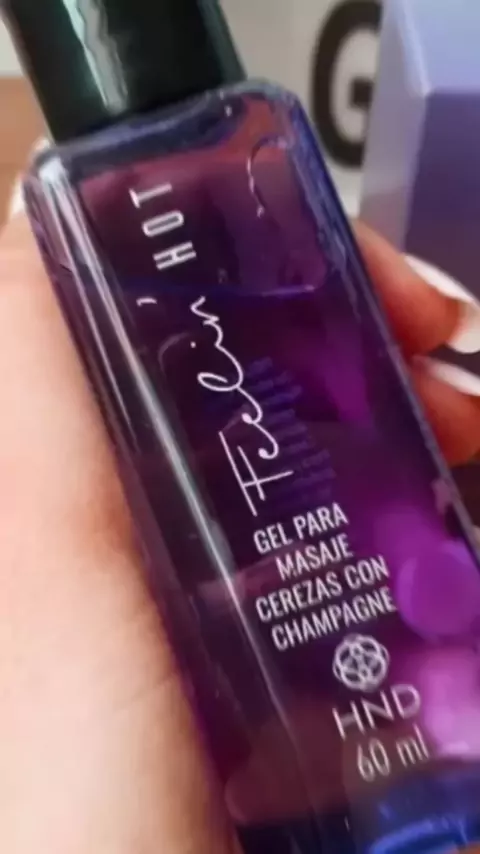 Feelin' HOT
GEL PARA
MASAJE
CEREZAS CON
CHAMPAGNE
HND
60 ml
G